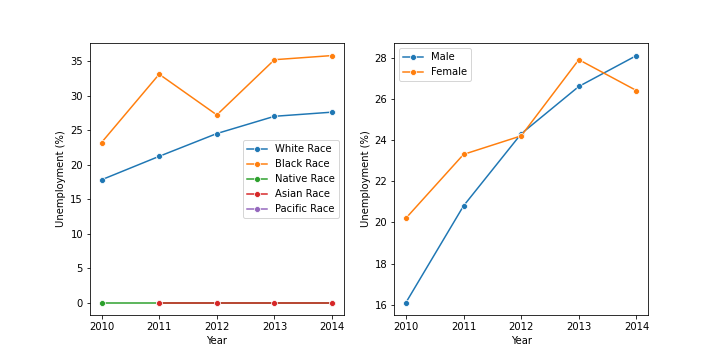 35
30
25
20
15
10
5
0
Unemployment (%)
White Race
Black Race
Native Race
Asian Race
Pacific Race
2010 2011 2012 2013 2014
Year
28
26
24
22
20
18
16
Unemployment (%)
Male
Female
2010 2011 2012 2013 2014
Year